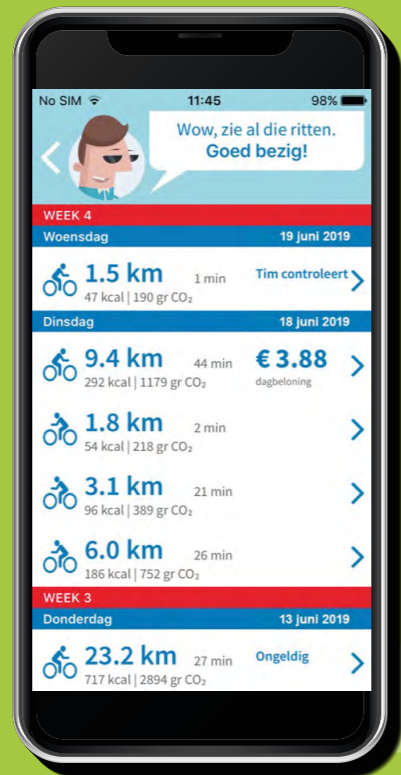 No SIM 11:45 98%
Wow, zie al die ritten.
Goed bezig!
WEEK 4
Woensdag 19 juni 2019
1.5 km 1 min Tim controleert
47 kcal | 190 gr CO₂
Dinsdag 18 juni 2019
9.4 km 44 min € 3.88
292 kcal | 1179 gr CO₂ dagbeloning
1.8 km 2 min
54 kcal | 218 gr CO₂
3.1 km 21 min
96 kcal | 389 gr CO₂
6.0 km 26 min
186 kcal | 752 gr CO₂
WEEK 3
Donderdag 13 juni 2019
23.2 km 27 min Ongeldig
717 kcal | 2894 gr CO₂